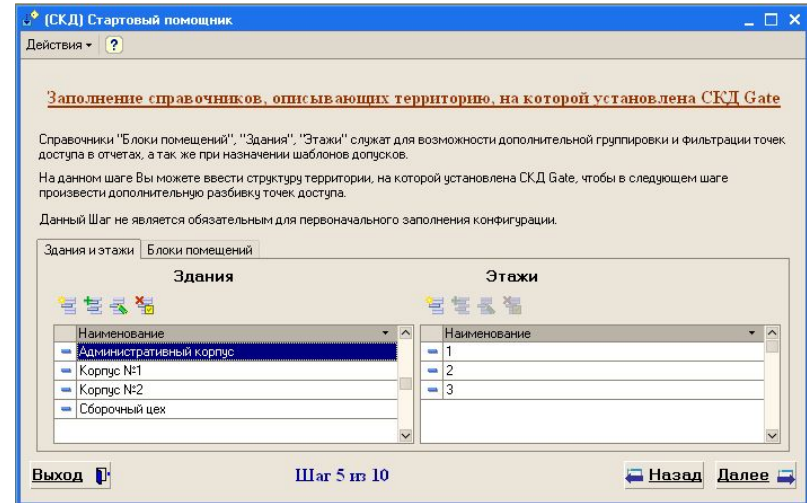 (СКД) Стартовый помощник
Действия ?
Заполнение справочников, описывающих территорию, на которой установлена СКД Gate
Справочники "Блоки помещений", "Здания", "Этажи" служат для возможности дополнительной группировки и фильтрации точек
доступа в отчетах, а так же при назначении шаблонов допусков.
На данном шаге Вы можете ввести структуру территории, на которой установлена СКД Gate, чтобы в следующем шаге
произвести дополнительную разбивку точек доступа.
Данный Шаг не является обязательным для первоначального заполнения конфигурации.
Здания и этажи Блоки помещений
Здания Этажи
Наименование Наименование
Административный корпус 1
Корпус №1 2
Корпус №2 3
Сборочный цех
Выход Шаг 5 из 10 Назад Далее